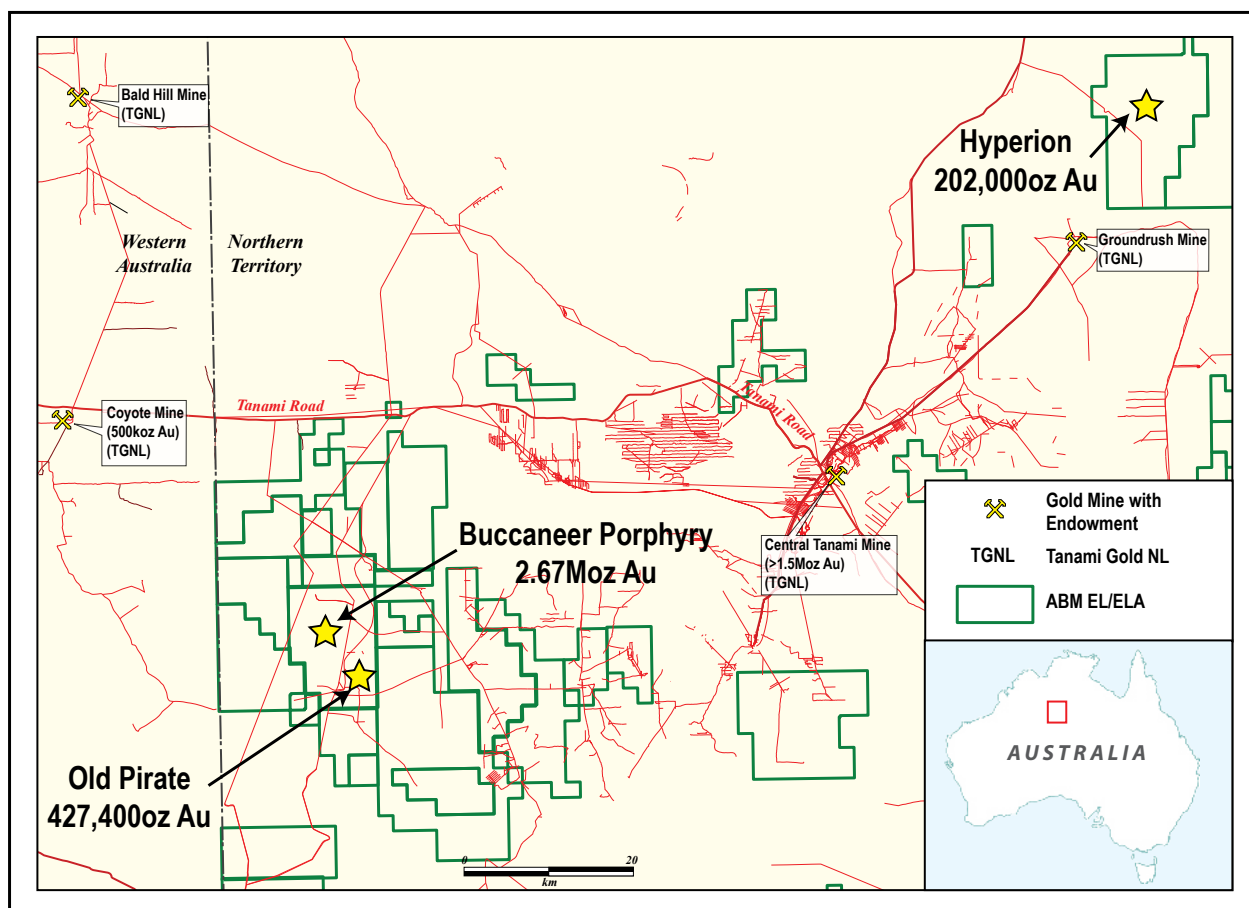 Bald Hill Mine
(TGNL)
Hyperion
202,000oz Au
Western
Australia
Northern
Territory
Groundrush Mine
(TGNL)
Coyote Mine
(500koz Au)
(TGNL)
Tanami Road
Tanami Road
Buccaneer Porphyry
2.67Moz Au
Central Tanami Mine
(>1.5Moz Au)
(TGNL)
Old Pirate
427,400oz Au
0
20
km
Gold Mine with
Endowment
TGNL
Tanami Gold NL
ABM EL/ELA
AUSTRALIA